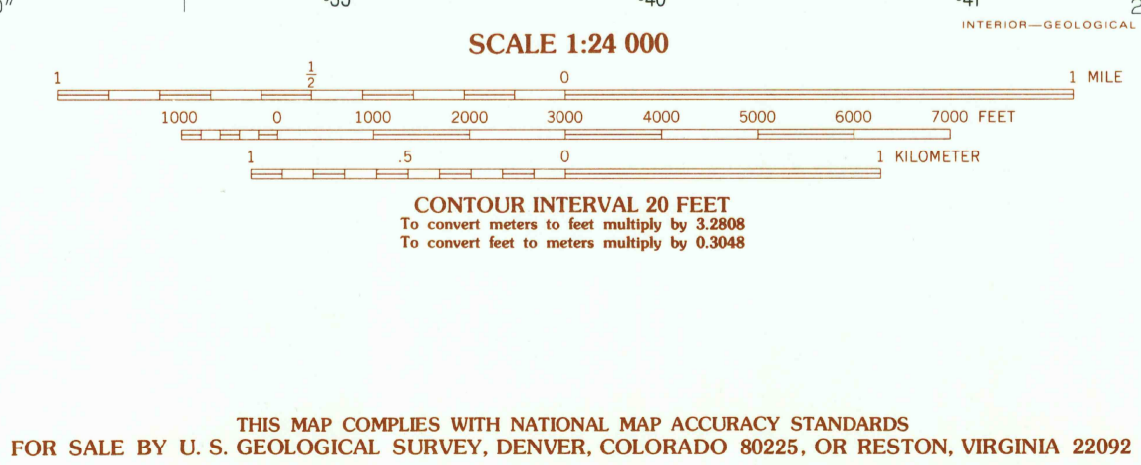 INTERIOR—GEOLOGICAL
SCALE 1:24 000
1 1/2 0 1 MILE
1000 0 1000 2000 3000 4000 5000 6000 7000 FEET
1 .5 0 1 KILOMETER
CONTOUR INTERVAL 20 FEET
To convert meters to feet multiply by 3.2808
To convert feet to meters multiply by 0.3048
THIS MAP COMPLIES WITH NATIONAL MAP ACCURACY STANDARDS
FOR SALE BY U. S. GEOLOGICAL SURVEY, DENVER, COLORADO 80225, OR RESTON, VIRGINIA 22092